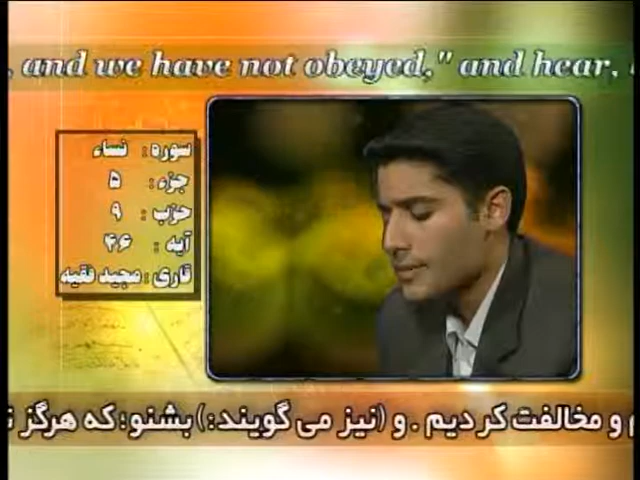 , and we have not obeyed," and hear,
سوره : نساء
جزء : ۵
حزب : ۹
آیه : ۴۶
قاری : مجید فقیه
و مخالفت کردیم . و (نیز می گویند:) بشنو؛ که هرگز